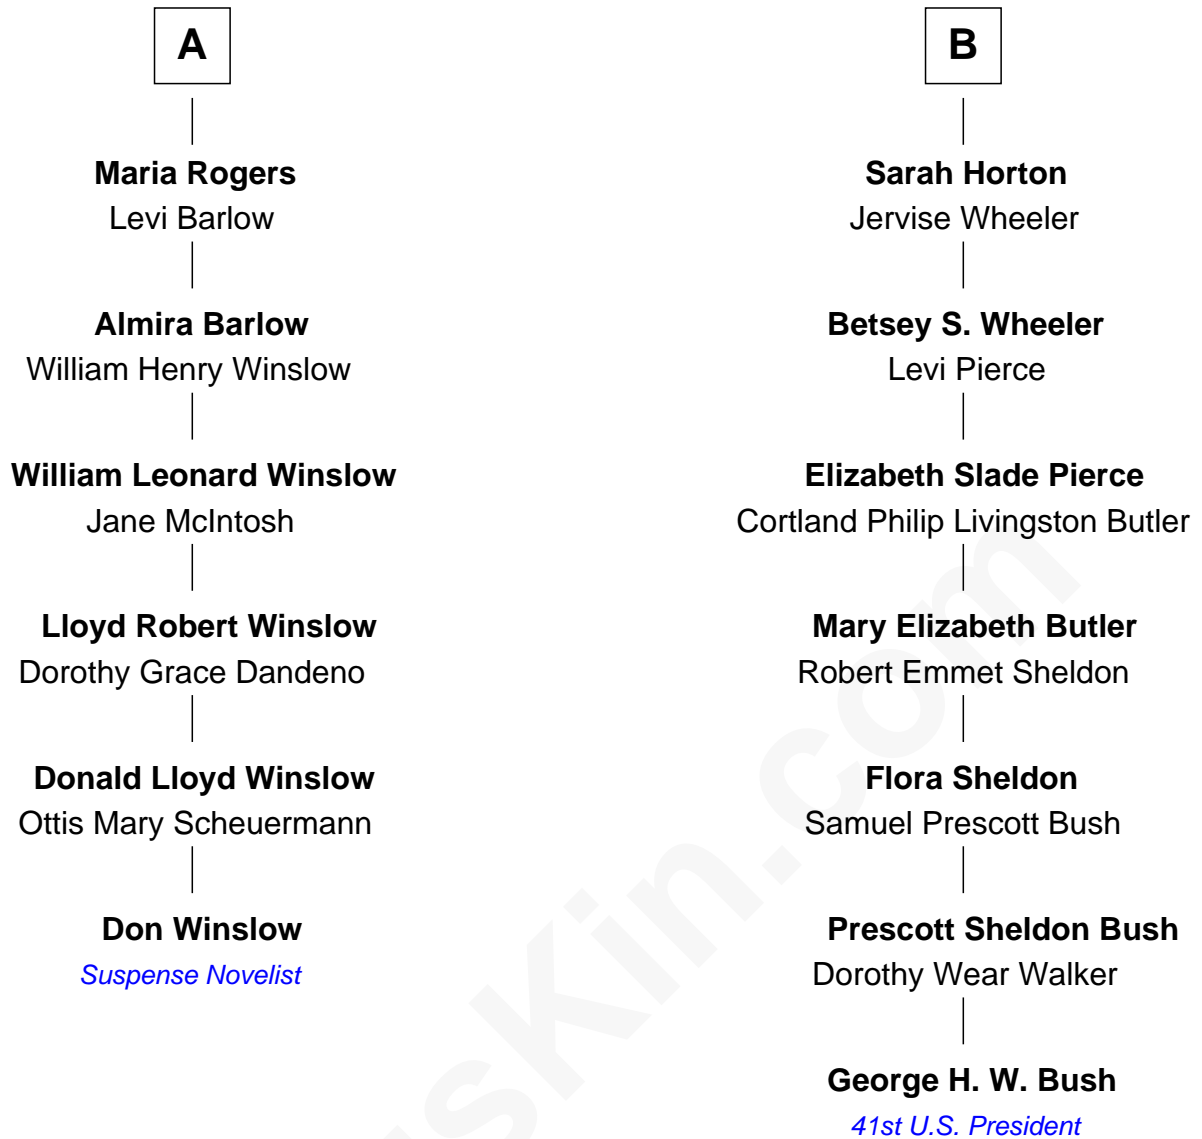 A
Maria Rogers
Levi Barlow
Almira Barlow
William Henry Winslow
William Leonard Winslow
Jane McIntosh
Lloyd Robert Winslow
Dorothy Grace Dandeno
Donald Lloyd Winslow
Ottis Mary Scheuermann
Don Winslow
Suspense Novelist
B
Sarah Horton
Jervise Wheeler
Betsey S. Wheeler
Levi Pierce
Elizabeth Slade Pierce
Cortland Philip Livingston Butler
Mary Elizabeth Butler
Robert Emmet Sheldon
Flora Sheldon
Samuel Prescott Bush
Prescott Sheldon Bush
Dorothy Wear Walker
George H. W. Bush
41st U.S. President
sKin.com